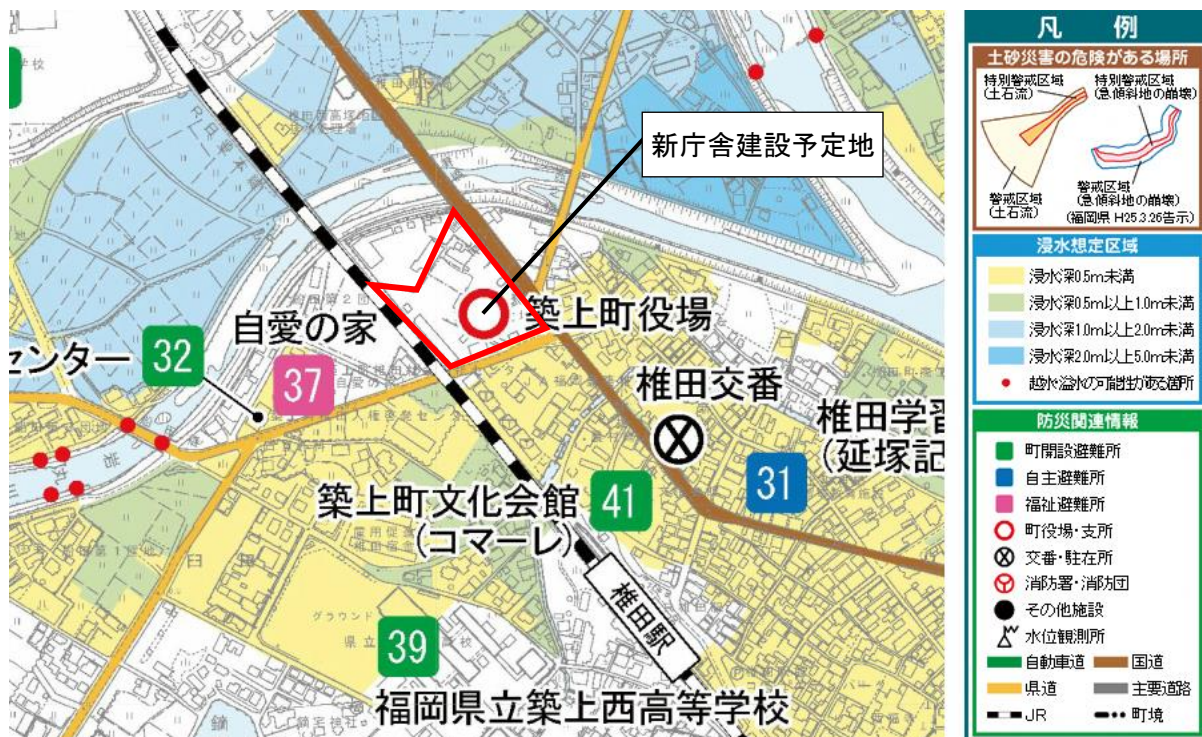 新庁舎建設予定地
築上町役場
自愛の家
センター
32
37
椎田交番
椎田学習
(延塚記
31
築上町文化会館
(コマーレ)
41
椎田駅
グラウンド
39
福岡県立築上西高等学校
凡 例
土砂災害の危険がある場所
特別警戒区域
(土石流)
特別警戒区域
(急傾斜地の崩壊)
警戒区域
(土石流)
警戒区域
(急傾斜地の崩壊)
(福岡県 H25.3.26告示)
浸水想定区域
浸水深0.5m未満
浸水深0.5m以上1.0m未満
浸水深1.0m以上2.0m未満
浸水深2.0m以上5.0m未満
越水・溢水の可能性がある箇所
防災関連情報
町開設避難所
自主避難所
福祉避難所
町役場・支所
交番・駐在所
消防署・消防団
その他施設
水位観測所
自動車道
国道
県道
主要道路
JR
町境